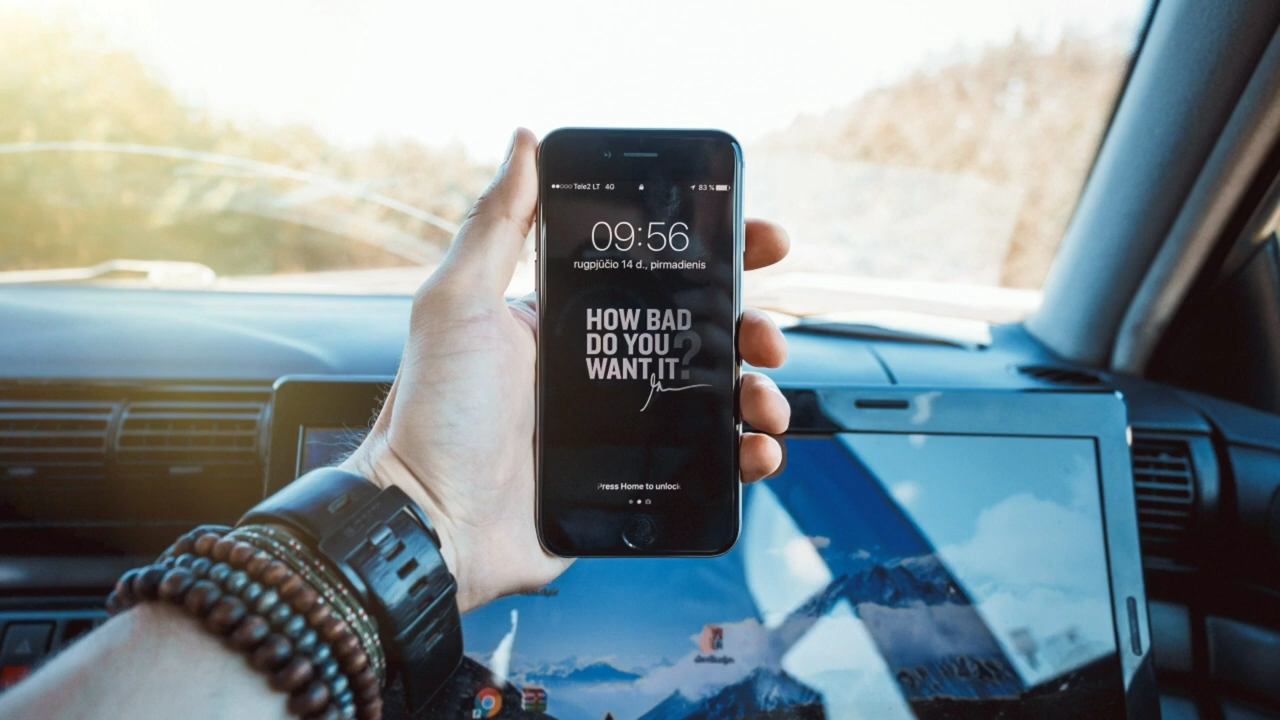 Tele2 LT 4G 83 %
09:56
rugpjūčio 14 d., pirmadienis
HOW BAD
DO YOU
WANT IT?
Press Home to unlock